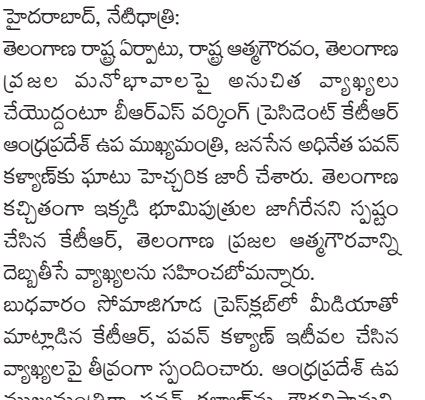 హైదరాబాద్, నేటిధాత్రి:
తెలంగాణ రాష్ట్ర ఏర్పాటు, రాష్ట్ర ఆత్మగౌరవం, తెలంగాణ
ప్రజల మనోభావాలపై అనుచిత వ్యాఖ్యలు
చేయొద్దంటూ బీఆర్ఎస్ వర్కింగ్ ప్రెసిడెంట్ కేటీఆర్
ఆంధ్రప్రదేశ్ ఉప ముఖ్యమంత్రి, జనసేన అధినేత పవన్
కళ్యాణ్‌కు ఘాటు హెచ్చరిక జారీ చేశారు. తెలంగాణ
కచ్చితంగా ఇక్కడి భూమిపుత్రుల జాగీరేనని స్పష్టం
చేసిన కేటీఆర్, తెలంగాణ ప్రజల ఆత్మగౌరవాన్ని
దెబ్బతీసే వ్యాఖ్యలను సహించబోమన్నారు.
బుధవారం సోమాజిగూడ ప్రెస్‌క్లబ్‌లో మీడియాతో
మాట్లాడిన కేటీఆర్, పవన్ కళ్యాణ్ ఇటీవల చేసిన
వ్యాఖ్యలపై తీవ్రంగా స్పందించారు. ఆంధ్రప్రదేశ్ ఉప